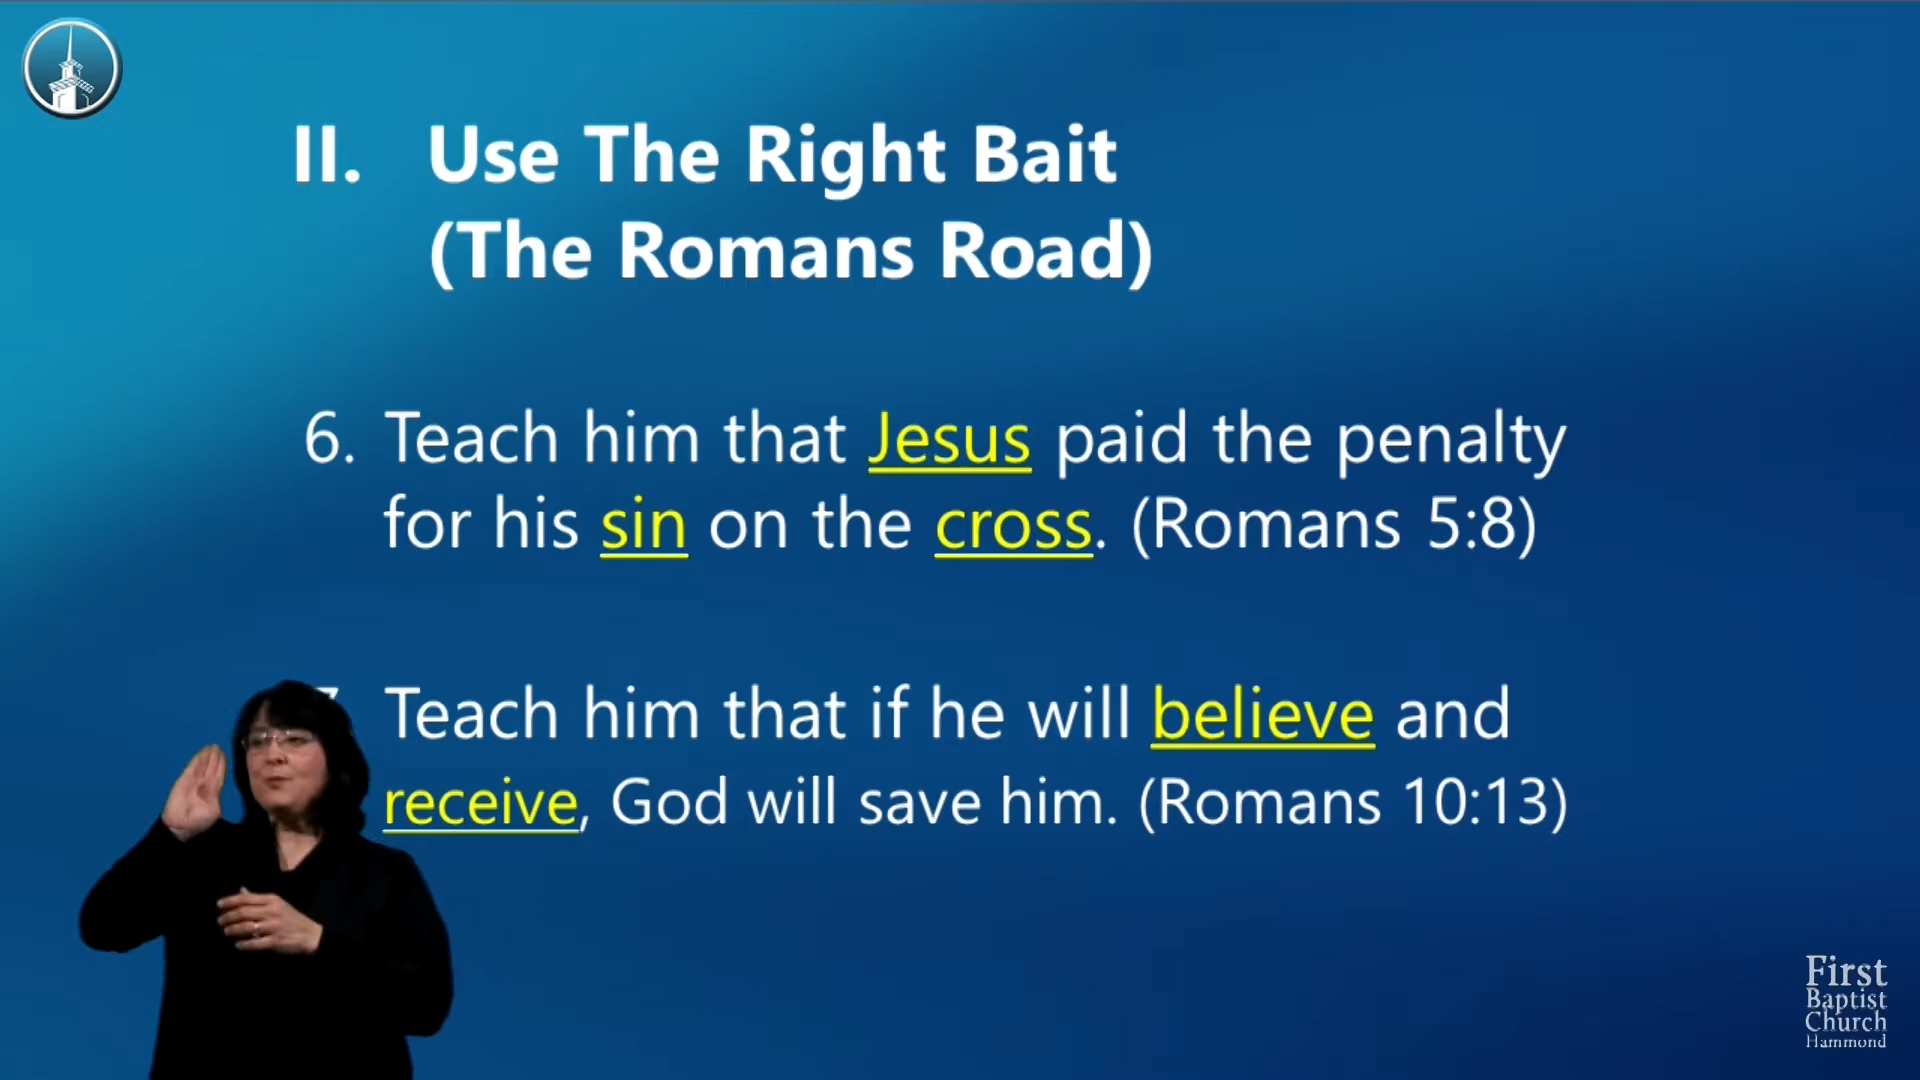 II. Use The Right Bait
(The Romans Road)
6. Teach him that Jesus paid the penalty
for his sin on the cross. (Romans 5:8)
Teach him that if he will believe and
receive, God will save him. (Romans 10:13)
First
Baptist
Church
Hammond